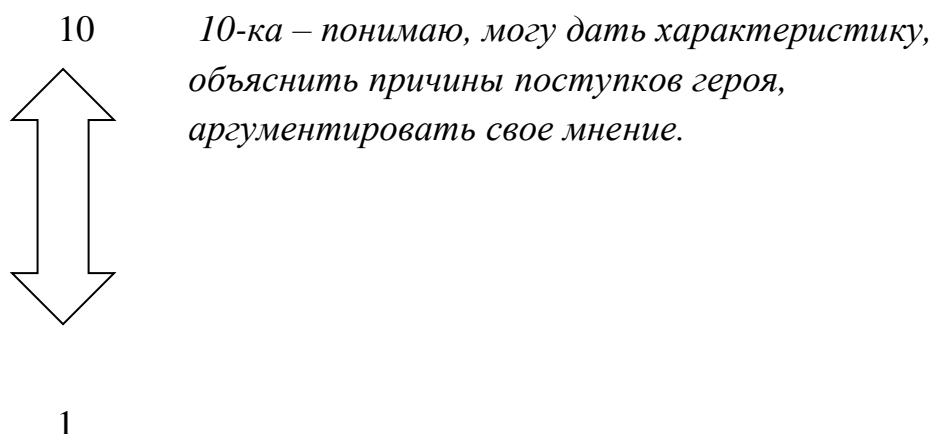 10 10-ка – понимаю, могу дать характеристику,
объяснить причины поступков героя,
аргументировать свое мнение.
1